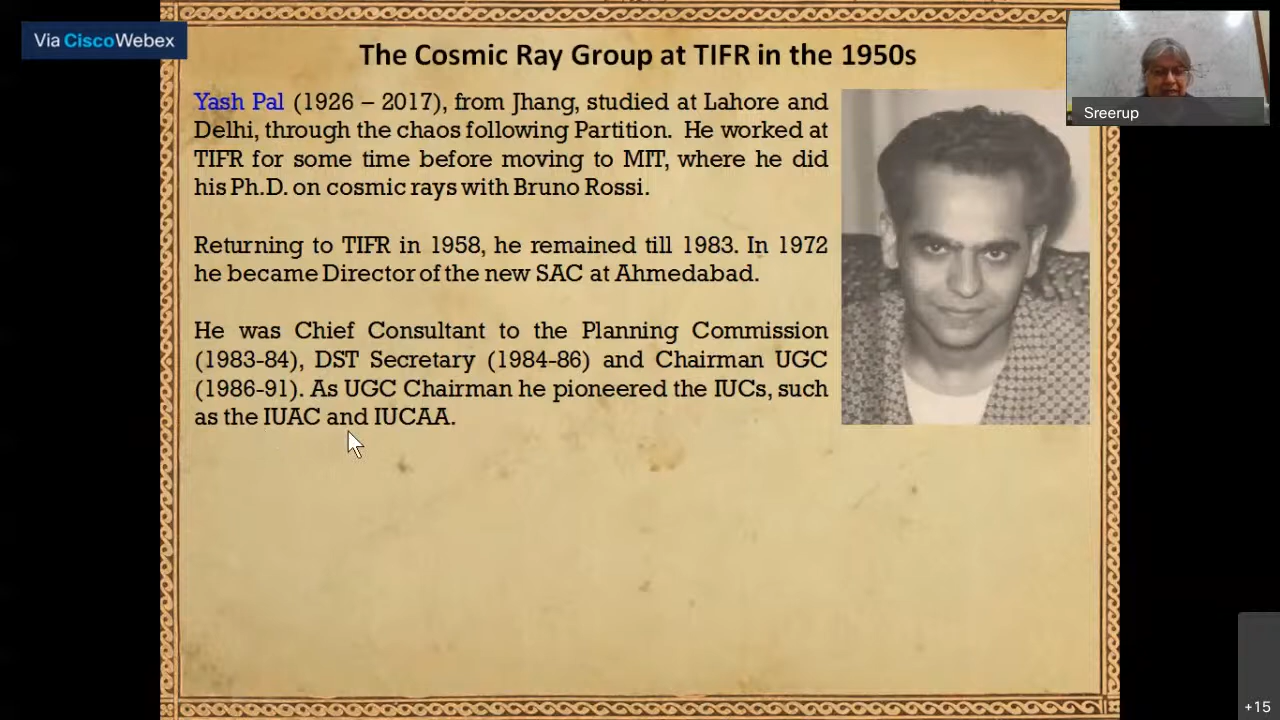 Via Cisco Webex
The Cosmic Ray Group at TIFR in the 1950s
Sreerup
Yash Pal (1926 – 2017), from Jhang, studied at Lahore and
Delhi, through the chaos following Partition. He worked at
TIFR for some time before moving to MIT, where he did
his Ph.D. on cosmic rays with Bruno Rossi.
Returning to TIFR in 1958, he remained till 1983. In 1972
he became Director of the new SAC at Ahmedabad.
He was Chief Consultant to the Planning Commission
(1983-84), DST Secretary (1984-86) and Chairman UGC
(1986-91). As UGC Chairman he pioneered the IUCs, such
as the IUAC and IUCAA.
+15